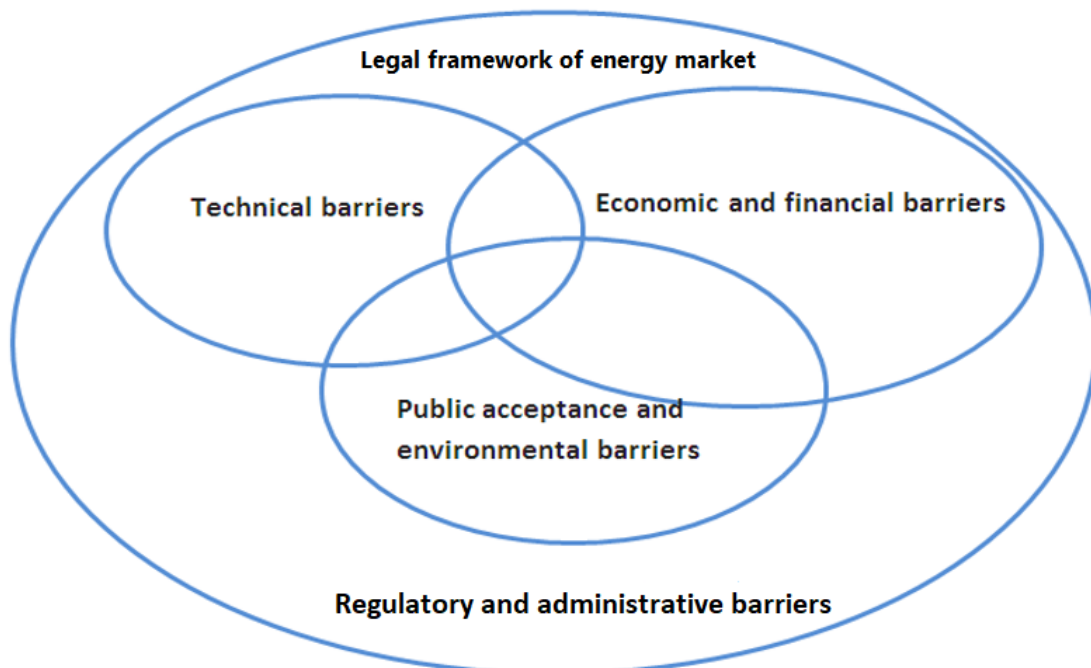 Legal framework of energy market
Technical barriers
Economic and financial barriers
Public acceptance and
environmental barriers
Regulatory and administrative barriers